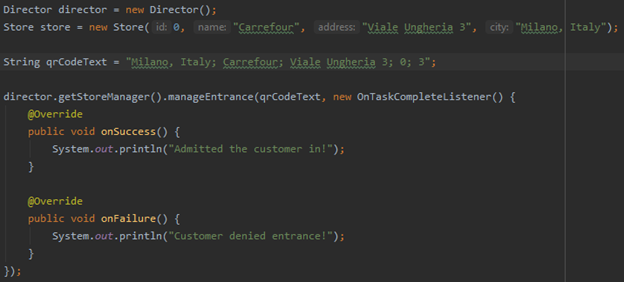 Director director = new Director();
Store store = new Store( id: 0, name: "Carrefour", address: "Viale Ungheria 3", city: "Milano, Italy");
String qrCodeText = "Milano, Italy; Carrefour; Viale Ungheria 3; 0; 3";
director.getStoreManager().manageEntrance(qrCodeText, new OnTaskCompleteListener() {
@Override
public void onSuccess() {
System.out.println("Admitted the customer in!");
}
@Override
public void onFailure() {
System.out.println("Customer denied entrance!");
}
});